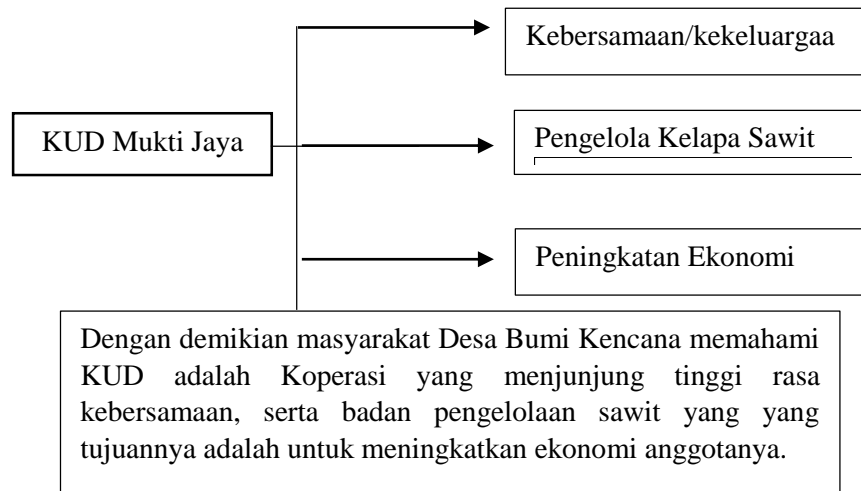 Kebersamaan/kekeluargaa
KUD Mukti Jaya
Pengelola Kelapa Sawit
Peningkatan Ekonomi
Dengan demikian masyarakat Desa Bumi Kencana memahami
KUD adalah Koperasi yang menjunjung tinggi rasa
kebersamaan, serta badan pengelolaan sawit yang yang
tujuannya adalah untuk meningkatkan ekonomi anggotanya.